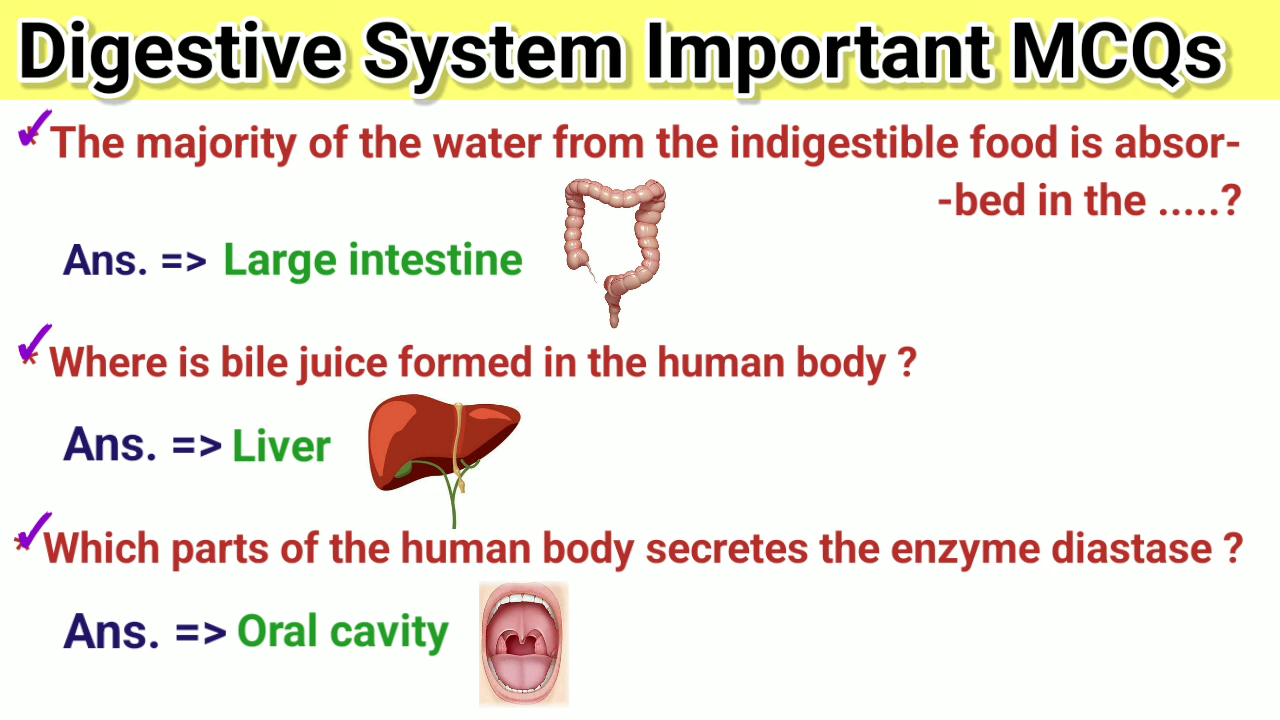 Digestive System Important MCQs
* The majority of the water from the indigestible food is absor-
-bed in the .....?
Ans. => Large intestine
* Where is bile juice formed in the human body ?
Ans. => Liver
* Which parts of the human body secretes the enzyme diastase ?
Ans. => Oral cavity